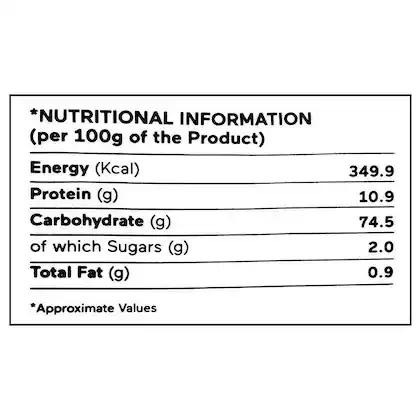 *NUTRITIONAL INFORMATION
(per 100g of the Product)
Energy (Kcal) 349.9
Protein (g) 10.9
Carbohydrate (g) 74.5
of which Sugars (g) 2.0
Total Fat (g) 0.9
*Approximate Values